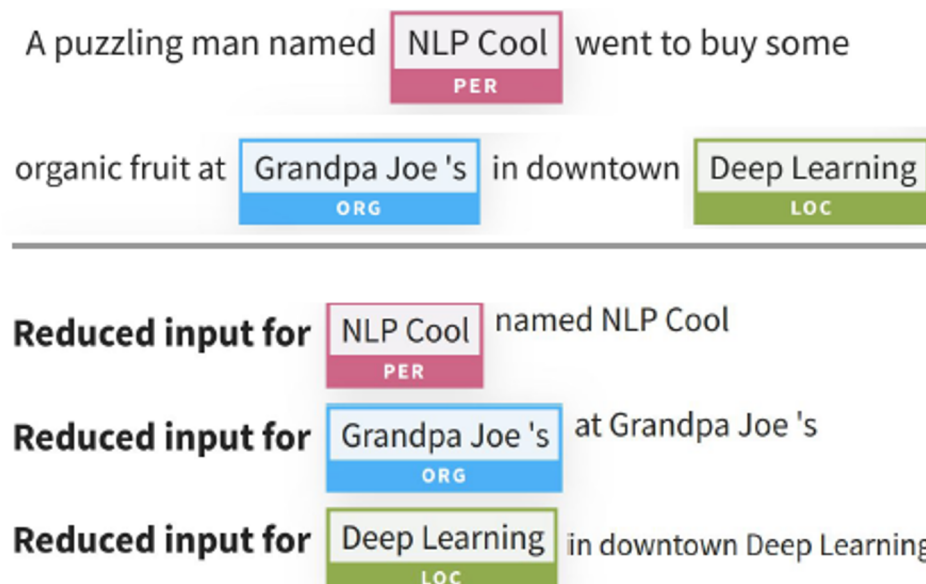 A puzzling man named NLP Cool went to buy some
PER
organic fruit at Grandpa Joe 's in downtown Deep Learning
ORG LOC
Reduced input for NLP Cool named NLP Cool
PER
Reduced input for Grandpa Joe 's at Grandpa Joe 's
ORG
Reduced input for Deep Learning in downtown Deep Learning
LOC